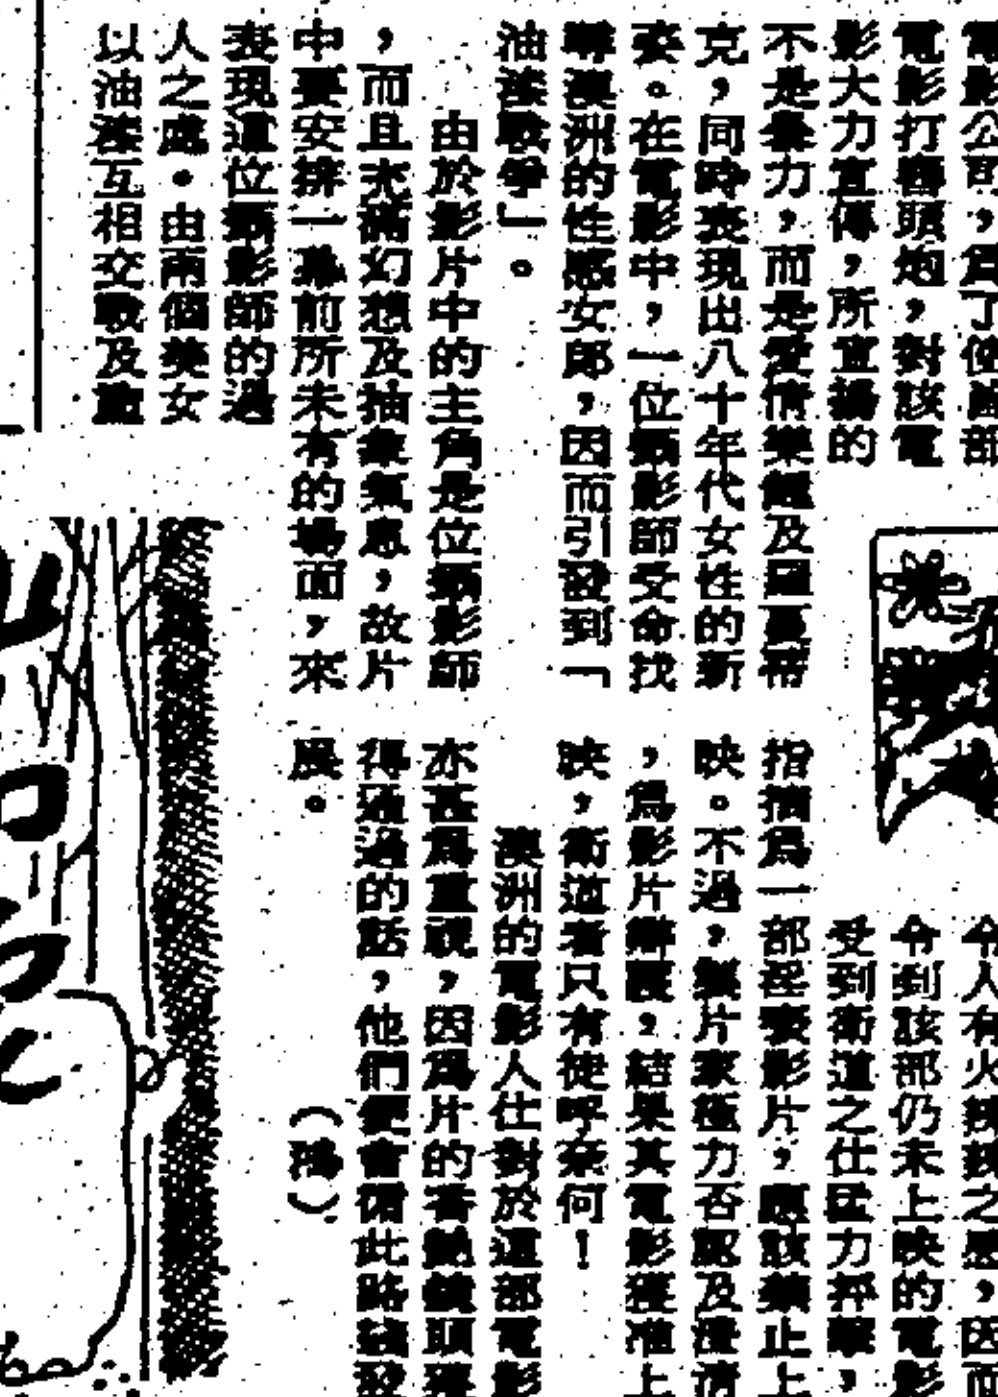 電影公司，爲了使這部
電影打響頭炮，對該電
影大力宣傳，所宣揚的
不是暴力，而是愛情樂趣及羅曼蒂
克，同時表現出八十年代女性的新
姿。在電影中，一位攝影師受命找
尋澳洲的性感女郎，因而引發到「
油漆戰爭」。
由於影片中的主角是位攝影師
，而且充滿幻想及抽象氣息，故片
中要安排一幕前所未有的場面，來
表現這位攝影師的過
人之處。由兩個美女
以油漆互相交戰及
令人有火辣辣之感，因而
令到該部仍未上映的電影
受到衛道之仕猛力抨擊，
指摘爲一部淫褻影片，應該禁止上
映。不過，製片家極力否認及澄清
，爲影片辯護，結果其電影獲准上
映，衛道者只有徒呼奈何！
澳洲的電影人仕對於這部電影
亦甚爲重視，因爲片的香艷鏡頭獲
得通過的話，他們便會循此路線發
展。
（鴻）